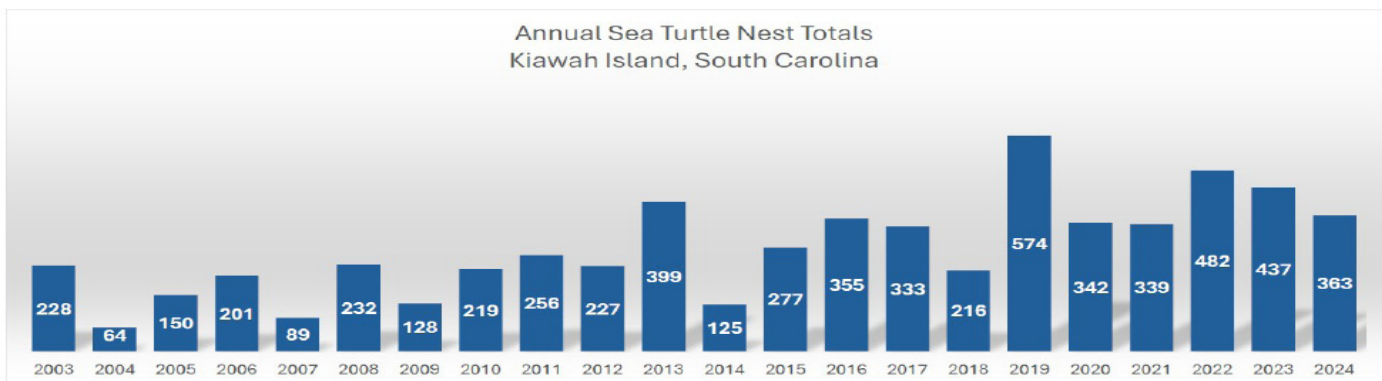 Annual Sea Turtle Nest Totals
Kiawah Island, South Carolina
228 64 150 201 89 232 128 219 256 227 399 125 277 355 333 216 574 342 339 482 437 363
2003 2004 2005 2006 2007 2008 2009 2010 2011 2012 2013 2014 2015 2016 2017 2018 2019 2020 2021 2022 2023 2024